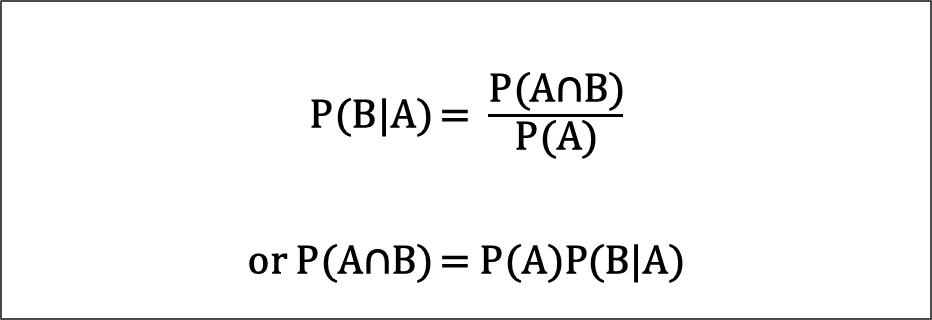 P(B|A) = P(A∩B)/P(A)
or P(A∩B) = P(A)P(B|A)